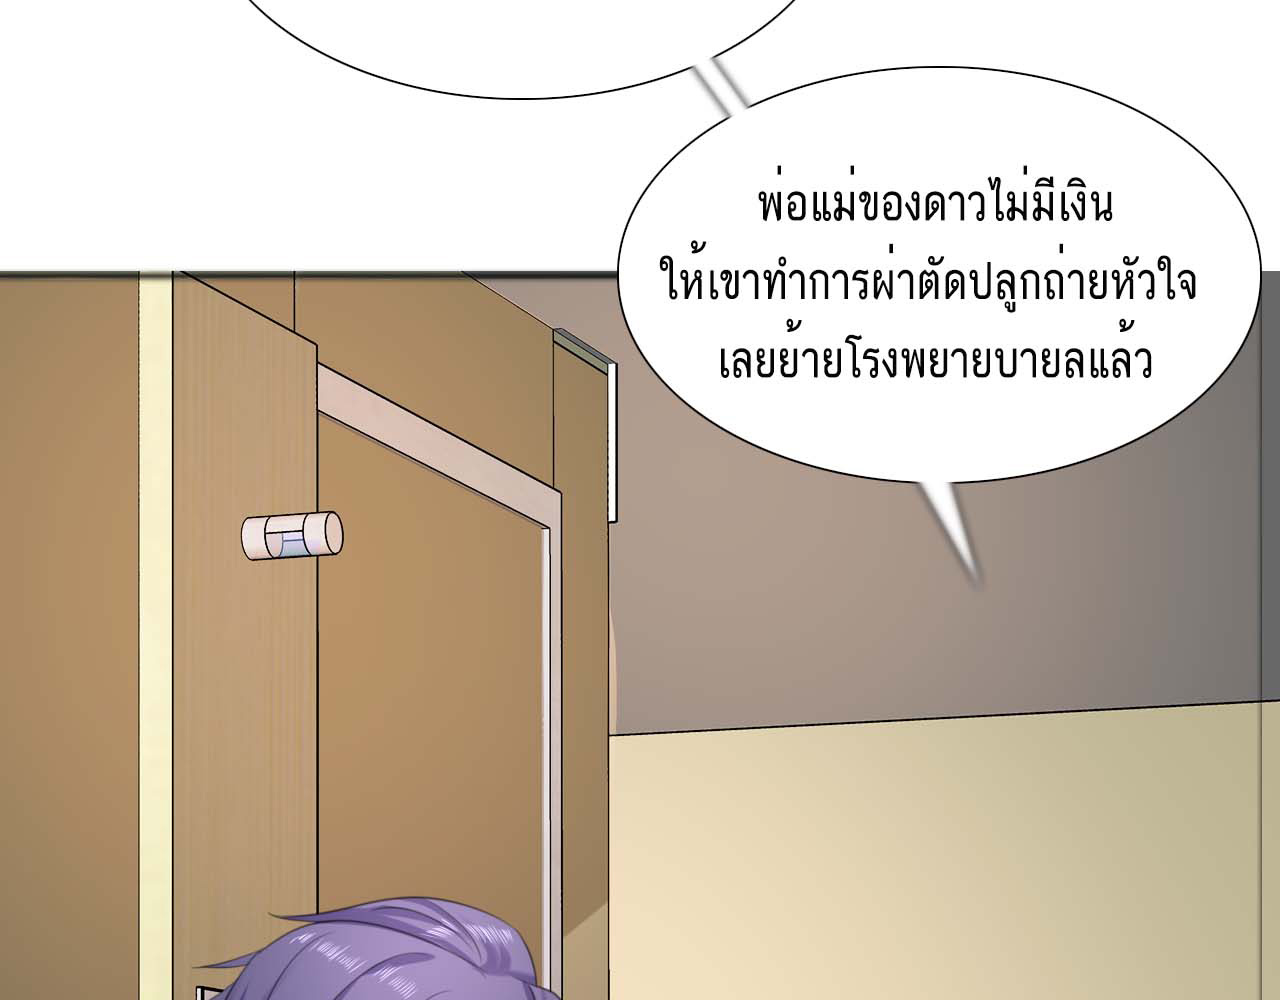 พ่อแม่ของดาวไม่มีเงิน
ให้เขาทำการผ่าตัดปลูกถ่ายหัวใจ
เลยย้ายโรงพยายบายลแล้ว